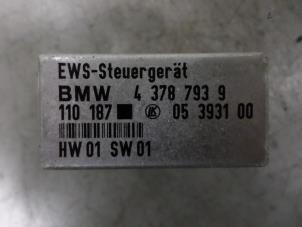 EWS-Steuergerät
BMW 4 378 793 9
110 187 05 3931 00
HW 01 SW 01